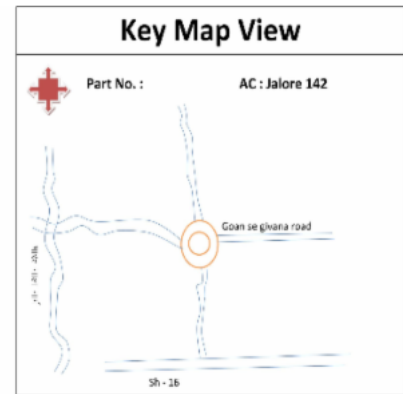 Key Map View
Part No. : AC : Jalore 142
Goan se givana road
Sh - 16